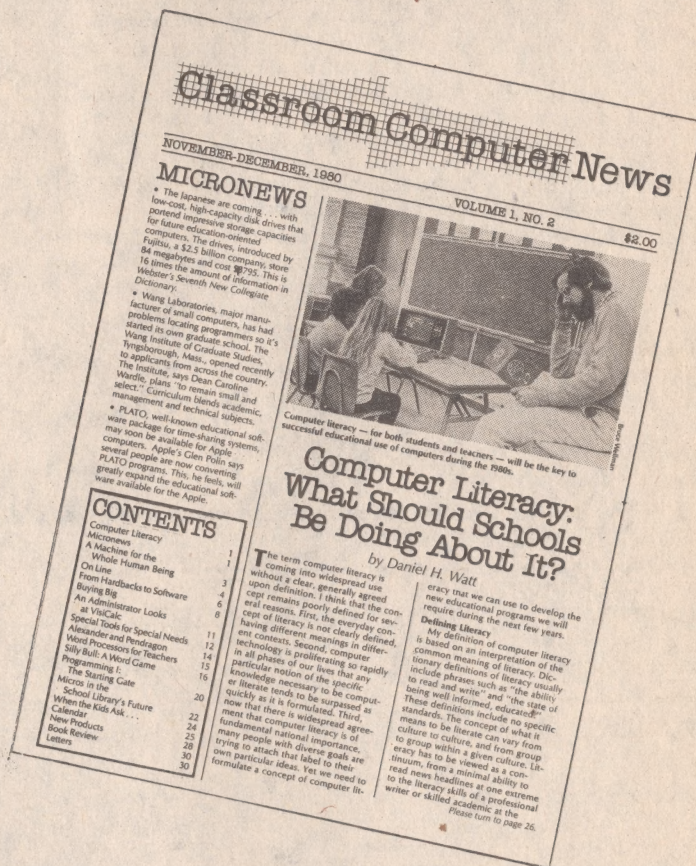 Classroom Computer News
NOVEMBER-DECEMBER, 1980
VOLUME 1, NO. 2
$2.00
MICRONEWS
• The Japanese are coming . . . with
low-cost, high-capacity disk drives that
portend impressive storage capacities
for future education-oriented
computers. The drives, introduced by
Fujitsu, a $2.5 billion company, store
84 megabytes and cost $795. This is
16 times the amount of information in
Webster's Seventh New Collegiate
Dictionary.
• Wang Laboratories, major manu-
facturer of small computers, has had
problems locating programmers so it's
started its own graduate school. The
Wang Institute of Graduate Studies,
Tyngsborough, Mass., opened recently
to applicants from across the country.
The Institute, says Dean Caroline
Wardle, plans "to remain small and
select." Curriculum blends academic,
management and technical subjects.
• PLATO, well-known educational soft-
ware package for time-sharing systems,
may soon be available for Apple
computers. Apple's Glen Polin says
several people are now converting
PLATO programs. This, he feels, will
greatly expand the educational soft-
ware available for the Apple.
CONTENTS
Computer Literacy 1
Micronews 1
A Machine for the
Whole Human Being 3
On Line 4
From Hardbacks to Software 6
Buying Big 8
An Administrator Looks
at VisiCalc 11
Special Tools for Special Needs 12
Alexander and Pendragon 14
Word Processors for Teachers 15
Silly Bull: A Word Game 16
Programming I:
The Starting Gate 20
Micros in the
School Library's Future 22
When the Kids Ask . . . 24
Calendar 25
New Products 28
Book Review 30
Letters 30
Computer literacy — for both students and teachers — will be the key to
successful educational use of computers during the 1980s.
Computer Literacy:
What Should Schools
Be Doing About It?
by Daniel H. Watt
The term computer literacy is
coming into widespread use
without a clear, generally agreed
upon definition. I think that the con-
cept remains poorly defined for sev-
eral reasons. First, the everyday con-
cept of literacy is not clearly defined,
having different meanings in differ-
ent contexts. Second, computer
technology is proliferating so rapidly
in all phases of our lives that any
particular notion of the specific
knowledge necessary to be comput-
er literate tends to be surpassed as
quickly as it is formulated. Third,
now that there is widespread agree-
ment that computer literacy is of
fundamental national importance,
many people with diverse goals are
trying to attach that label to their
own particular ideas. Yet we need to
formulate a concept of computer lit-
eracy that we can use to develop the
new educational programs we will
require during the next few years.
Defining Literacy
My definition of computer literacy
is based on an interpretation of the
common meaning of literacy. Dic-
tionary definitions of literacy usually
include phrases such as "the ability
to read and write" and "the state of
being well informed, educated."
These definitions include no specific
standards. The concept of what it
means to be literate can vary from
culture to culture, and from group
to group within a given culture. Lit-
eracy has to be viewed as a con-
tinuum, from a minimal ability to
read news headlines at one extreme
to the literacy skills of a professional
writer or skilled academic at the
Please turn to page 26.